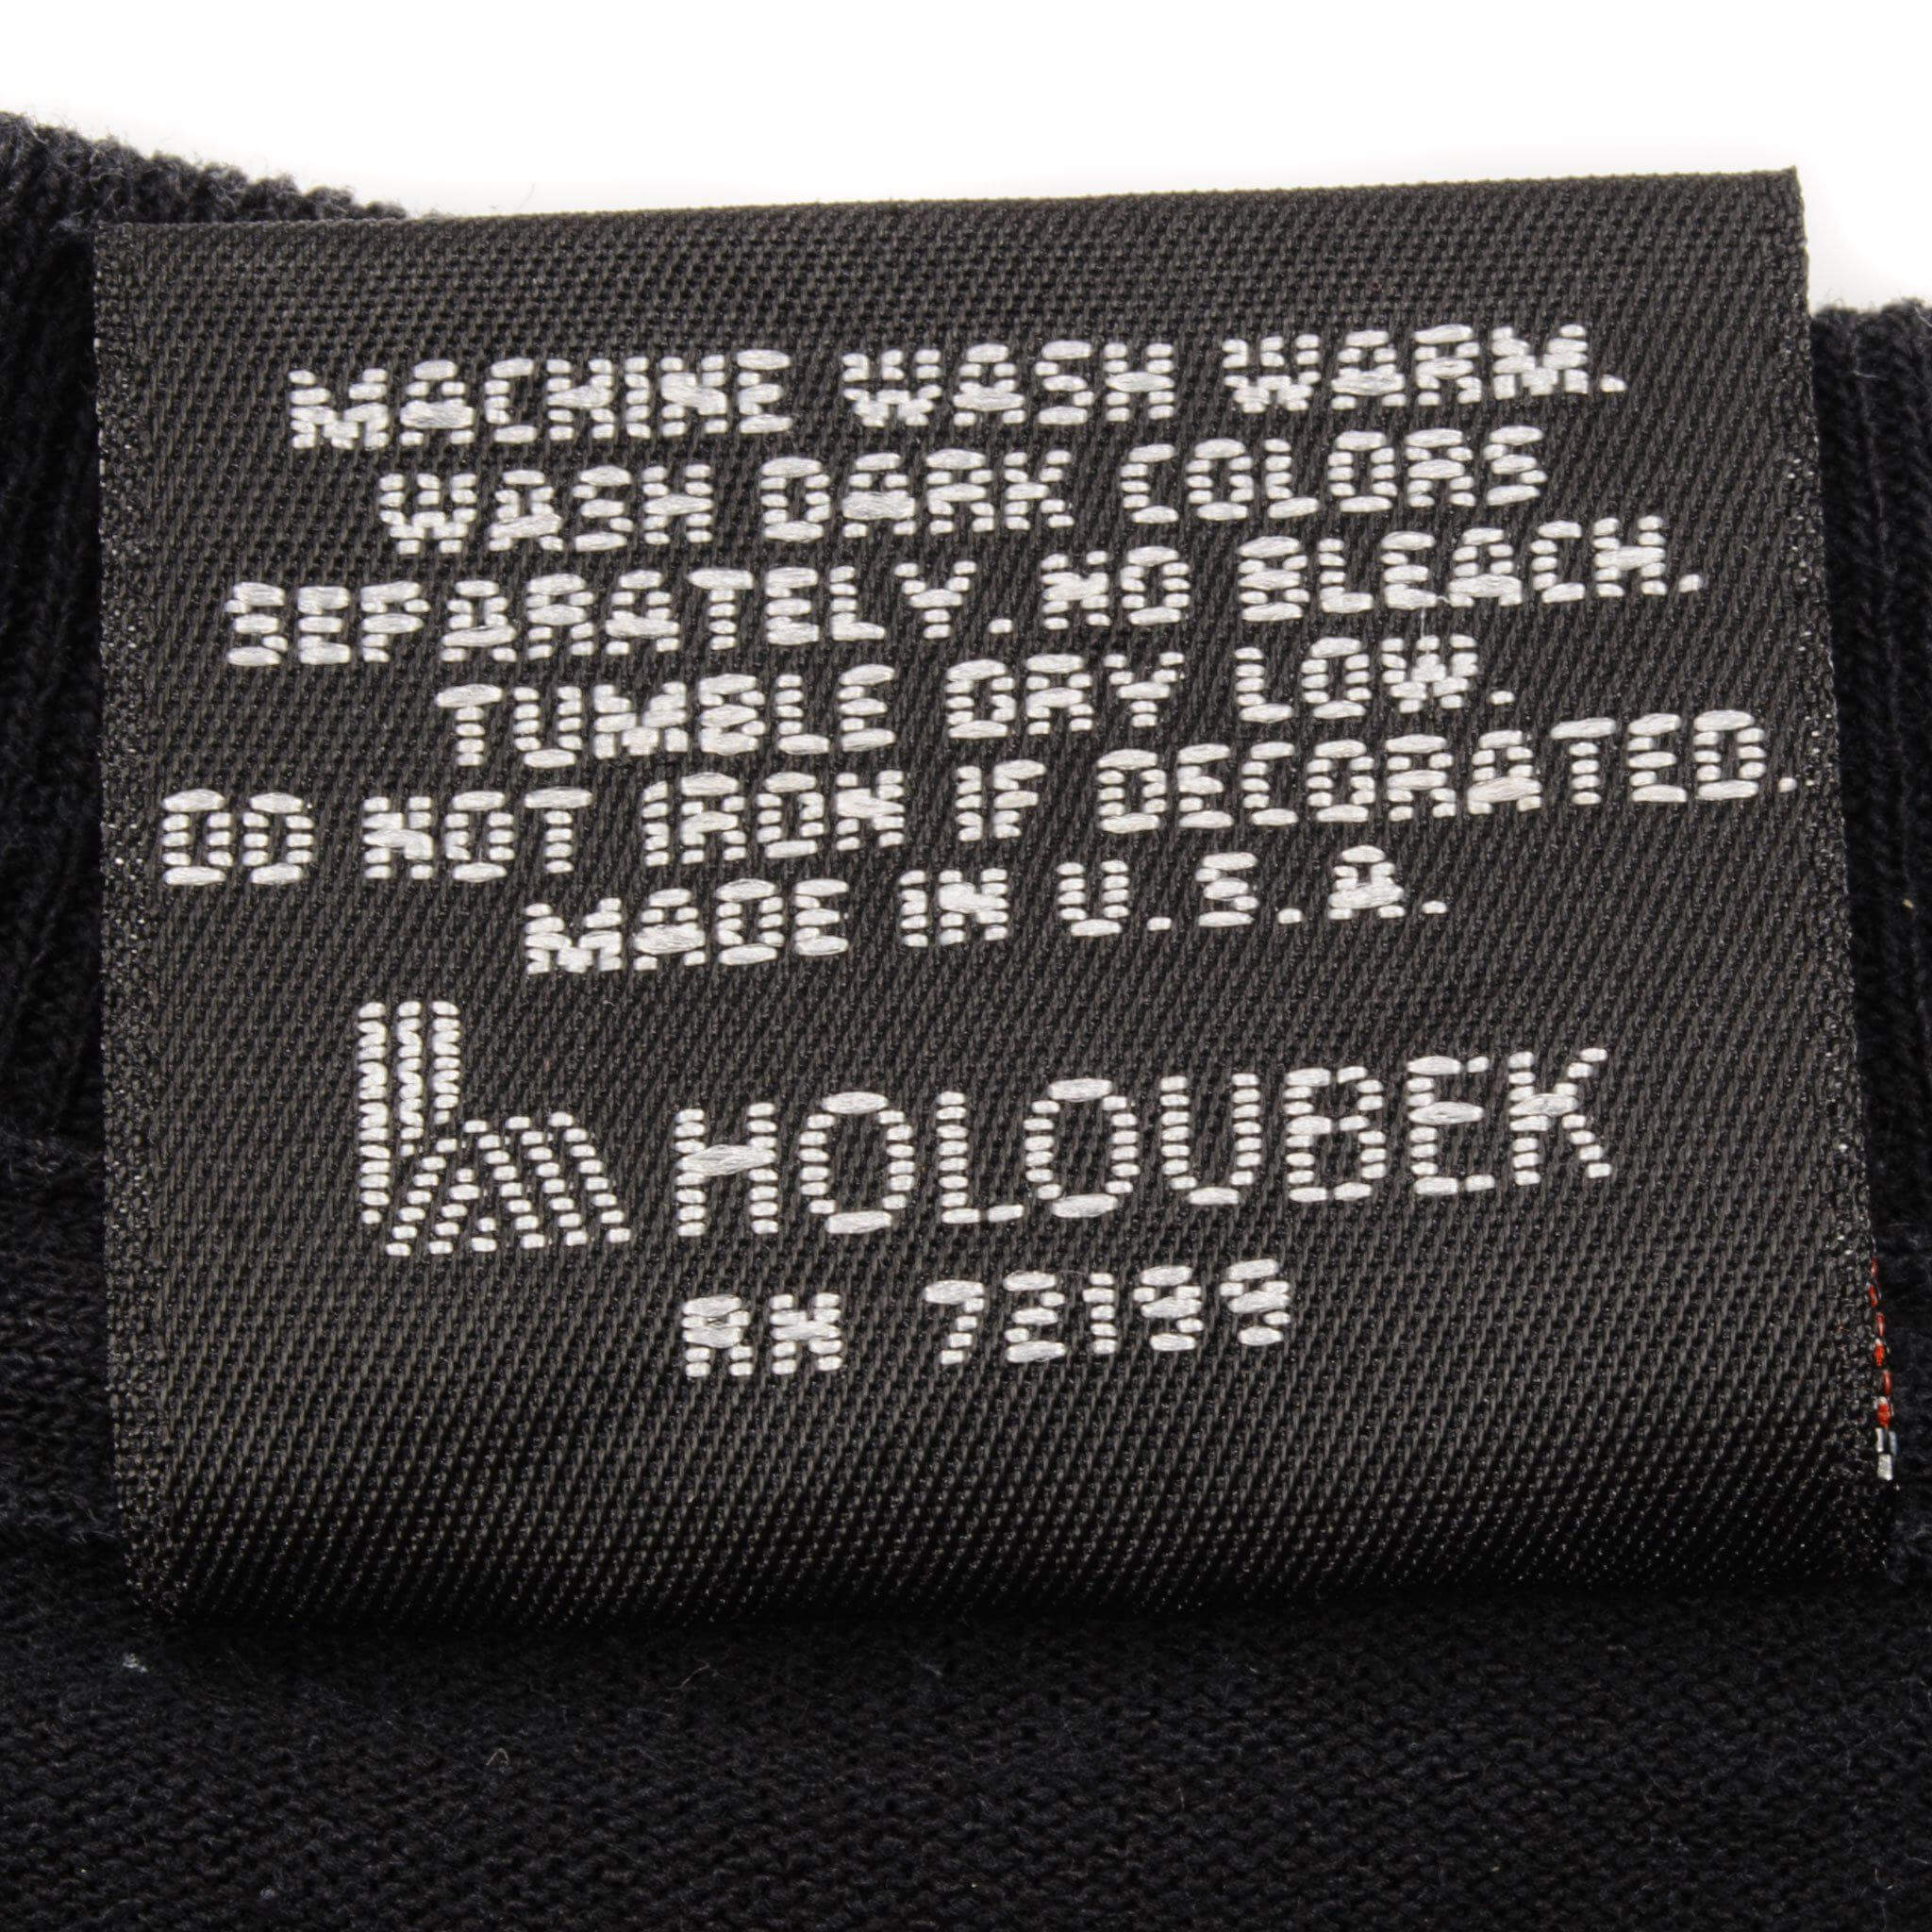 MACHINE WASH WARM.
WASH DARK COLORS
SEPARATELY. NO BLEACH.
TUMBLE DRY LOW.
DO NOT IRON IF DECORATED.
MADE IN U.S.A.
HOLOUBEK
RN 72199